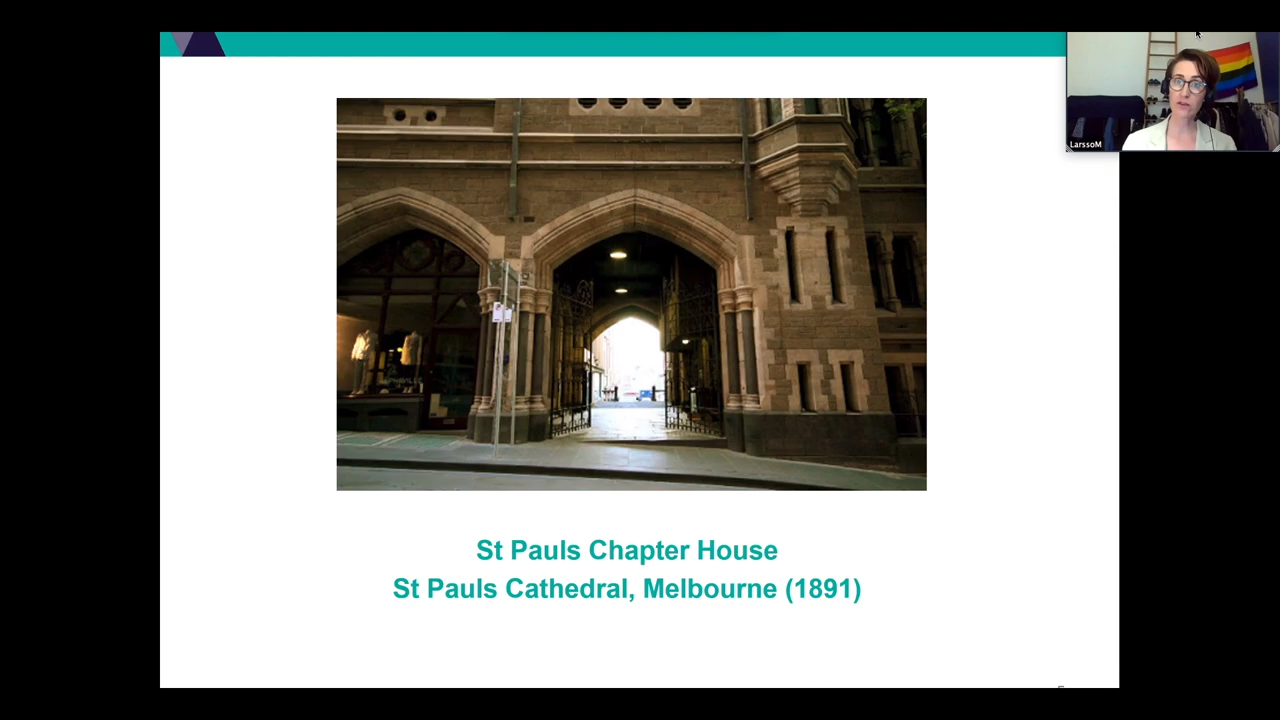 LarssoM
St Pauls Chapter House
St Pauls Cathedral, Melbourne (1891)